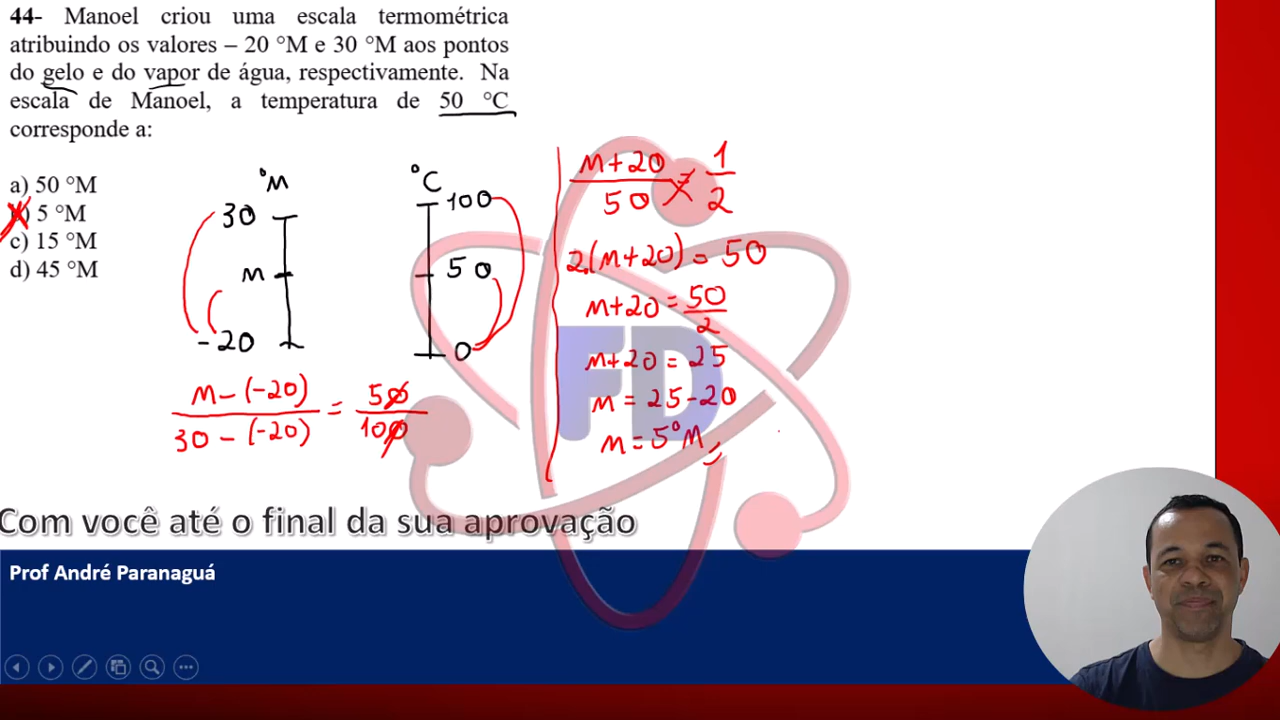 44- Manoel criou uma escala termométrica
atribuindo os valores – 20 °M e 30 °M aos pontos
do gelo e do vapor de água, respectivamente. Na
escala de Manoel, a temperatura de 50 °C
corresponde a:
a) 50 °M
b) 5 °M
c) 15 °M
d) 45 °M
°M
30
M
-20
°C
100
50
0
M-(-20) / 30-(-20) = 50 / 100
M+20 / 50 = 1 / 2
2.(M+20) = 50
M+20 = 50 / 2
M+20 = 25
M = 25-20
M = 5°M
FD
Com você até o final da sua aprovação
Prof André Paranaguá